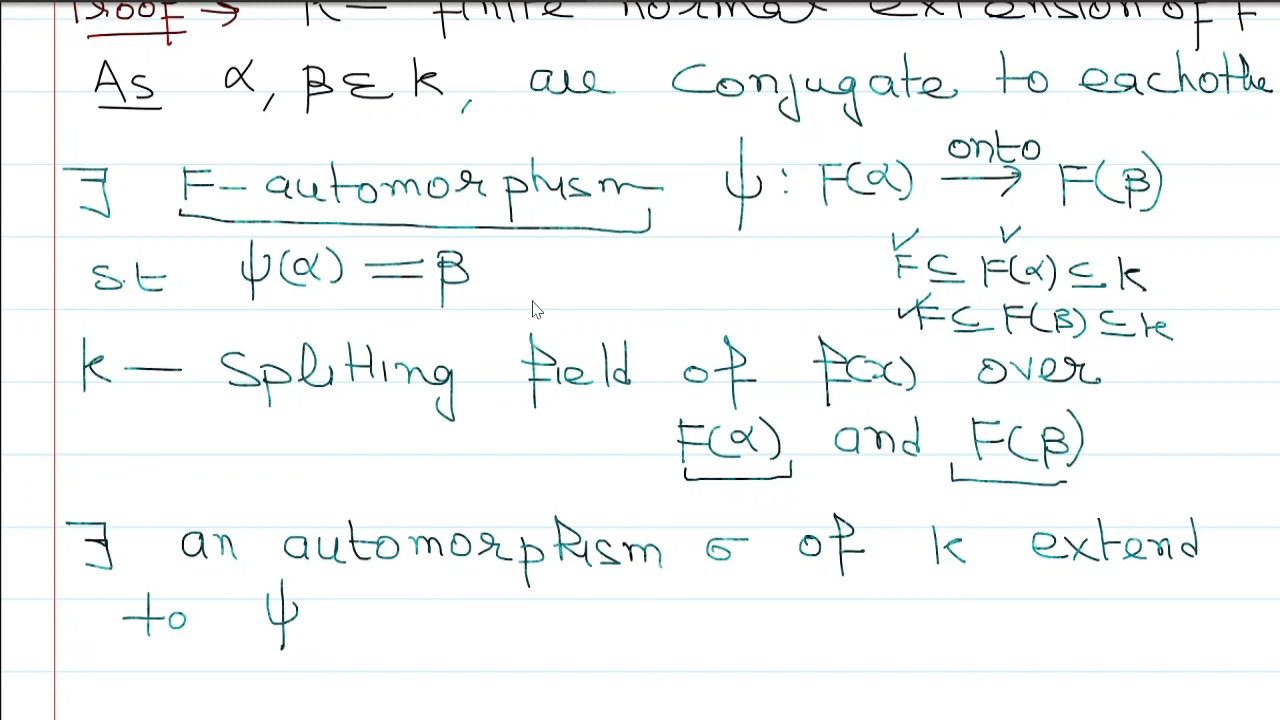 Proof → K — finite normal extension of F
As α, β ε k, are conjugate to eachothe
∃ F-automorphism ψ : F(α) onto⟶ F(β)
s.t ψ(α) = β
F ⊆ F(α) ⊆ k
F ⊆ F(β) ⊆ k
k — Splitting field of f(x) over
F(α) and F(β)
∃ an automorphism σ of k extend
to ψ